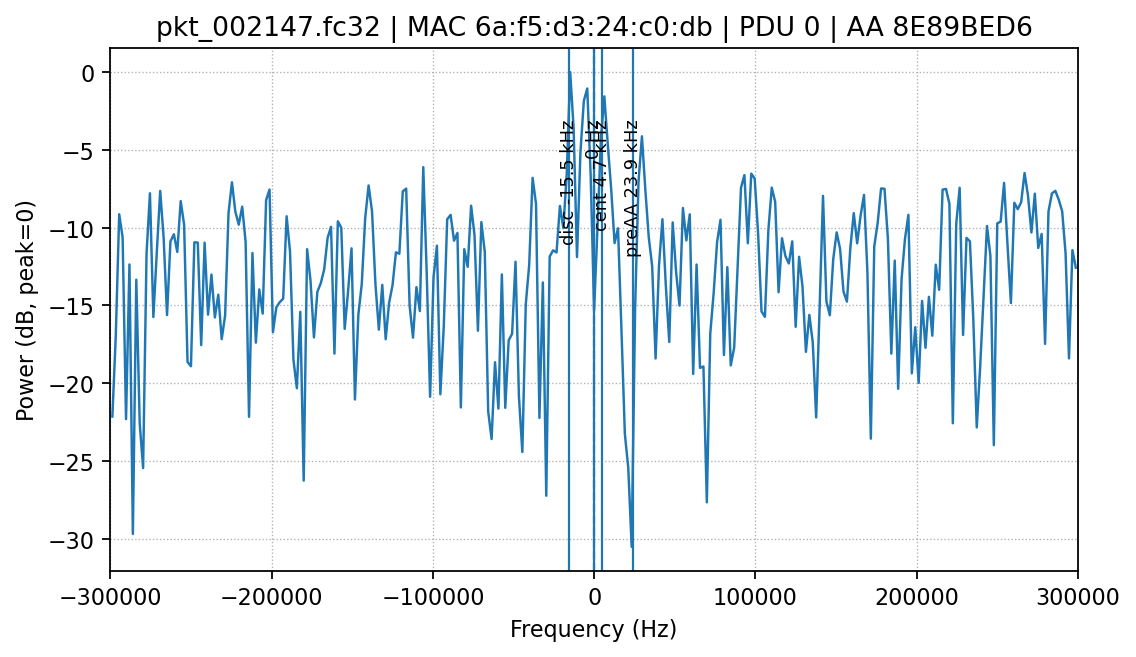 pkt_002147.fc32 | MAC 6a:f5:d3:24:c0:db | PDU 0 | AA 8E89BED6
Power (dB, peak=0)
0
−5
−10
−15
−20
−25
−30
disc -15.5 kHz
0 Hz
cent 4.7 kHz
preAA 23.9 kHz
−300000
−200000
−100000
0
100000
200000
300000
Frequency (Hz)